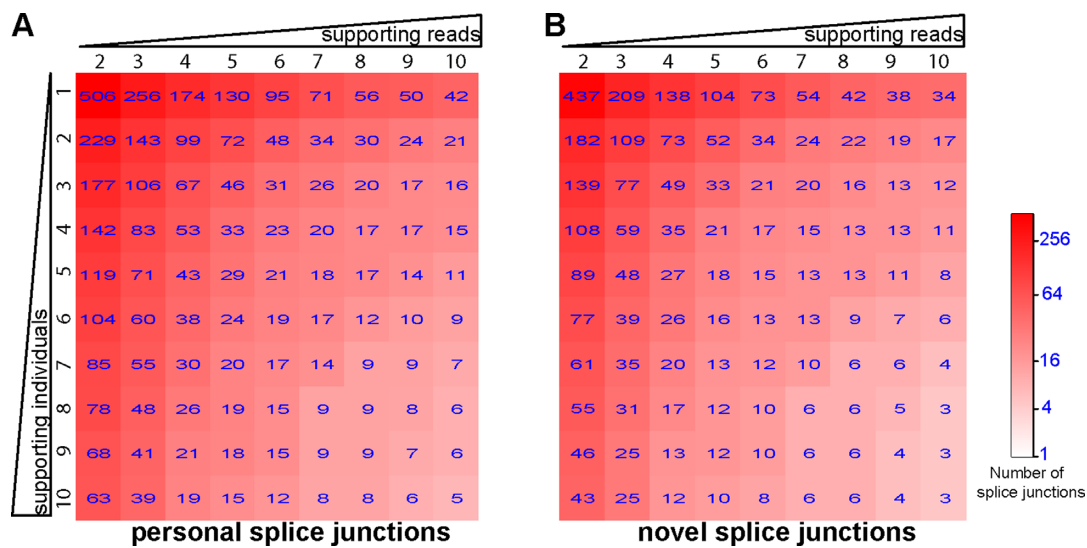 A
supporting reads
2 3 4 5 6 7 8 9 10
supporting individuals
1 506 256 174 130 95 71 56 50 42
2 229 143 99 72 48 34 30 24 21
3 177 106 67 46 31 26 20 17 16
4 142 83 53 33 23 20 17 17 15
5 119 71 43 29 21 18 17 14 11
6 104 60 38 24 19 17 12 10 9
7 85 55 30 20 17 14 9 9 7
8 78 48 26 19 15 9 9 8 6
9 68 41 21 18 15 9 9 7 6
10 63 39 19 15 12 8 8 6 5
personal splice junctions
B
supporting reads
2 3 4 5 6 7 8 9 10
437 209 138 104 73 54 42 38 34
182 109 73 52 34 24 22 19 17
139 77 49 33 21 20 16 13 12
108 59 35 21 17 15 13 13 11
89 48 27 18 15 13 13 11 8
77 39 26 16 13 13 9 7 6
61 35 20 13 12 10 6 6 4
55 31 17 12 10 6 6 5 3
46 25 13 12 10 6 6 4 3
43 25 12 10 8 6 6 4 3
novel splice junctions
256
64
16
4
1
Number of
splice junctions